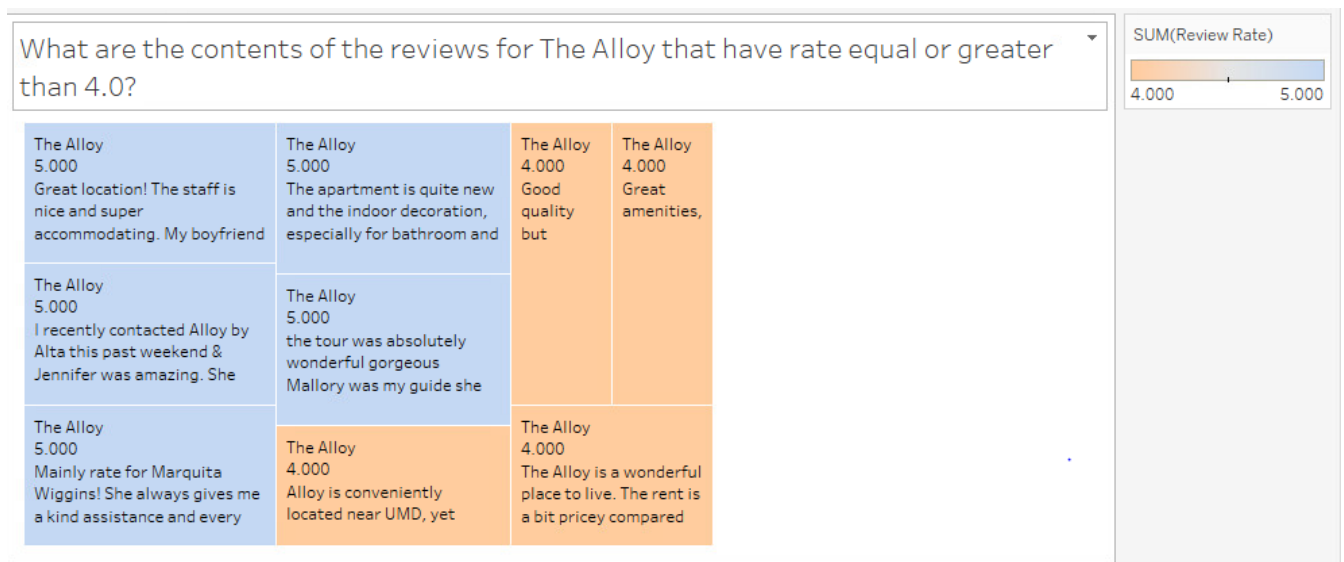 What are the contents of the reviews for The Alloy that have rate equal or greater
than 4.0?
SUM(Review Rate)
4.000 5.000
The Alloy
5.000
Great location! The staff is
nice and super
accommodating. My boyfriend
The Alloy
5.000
I recently contacted Alloy by
Alta this past weekend &
Jennifer was amazing. She
The Alloy
5.000
Mainly rate for Marquita
Wiggins! She always gives me
a kind assistance and every
The Alloy
5.000
The apartment is quite new
and the indoor decoration,
especially for bathroom and
The Alloy
5.000
the tour was absolutely
wonderful gorgeous
Mallory was my guide she
The Alloy
4.000
Alloy is conveniently
located near UMD, yet
The Alloy
4.000
Good
quality
but
The Alloy
4.000
Great
amenities,
The Alloy
4.000
The Alloy is a wonderful
place to live. The rent is
a bit pricey compared